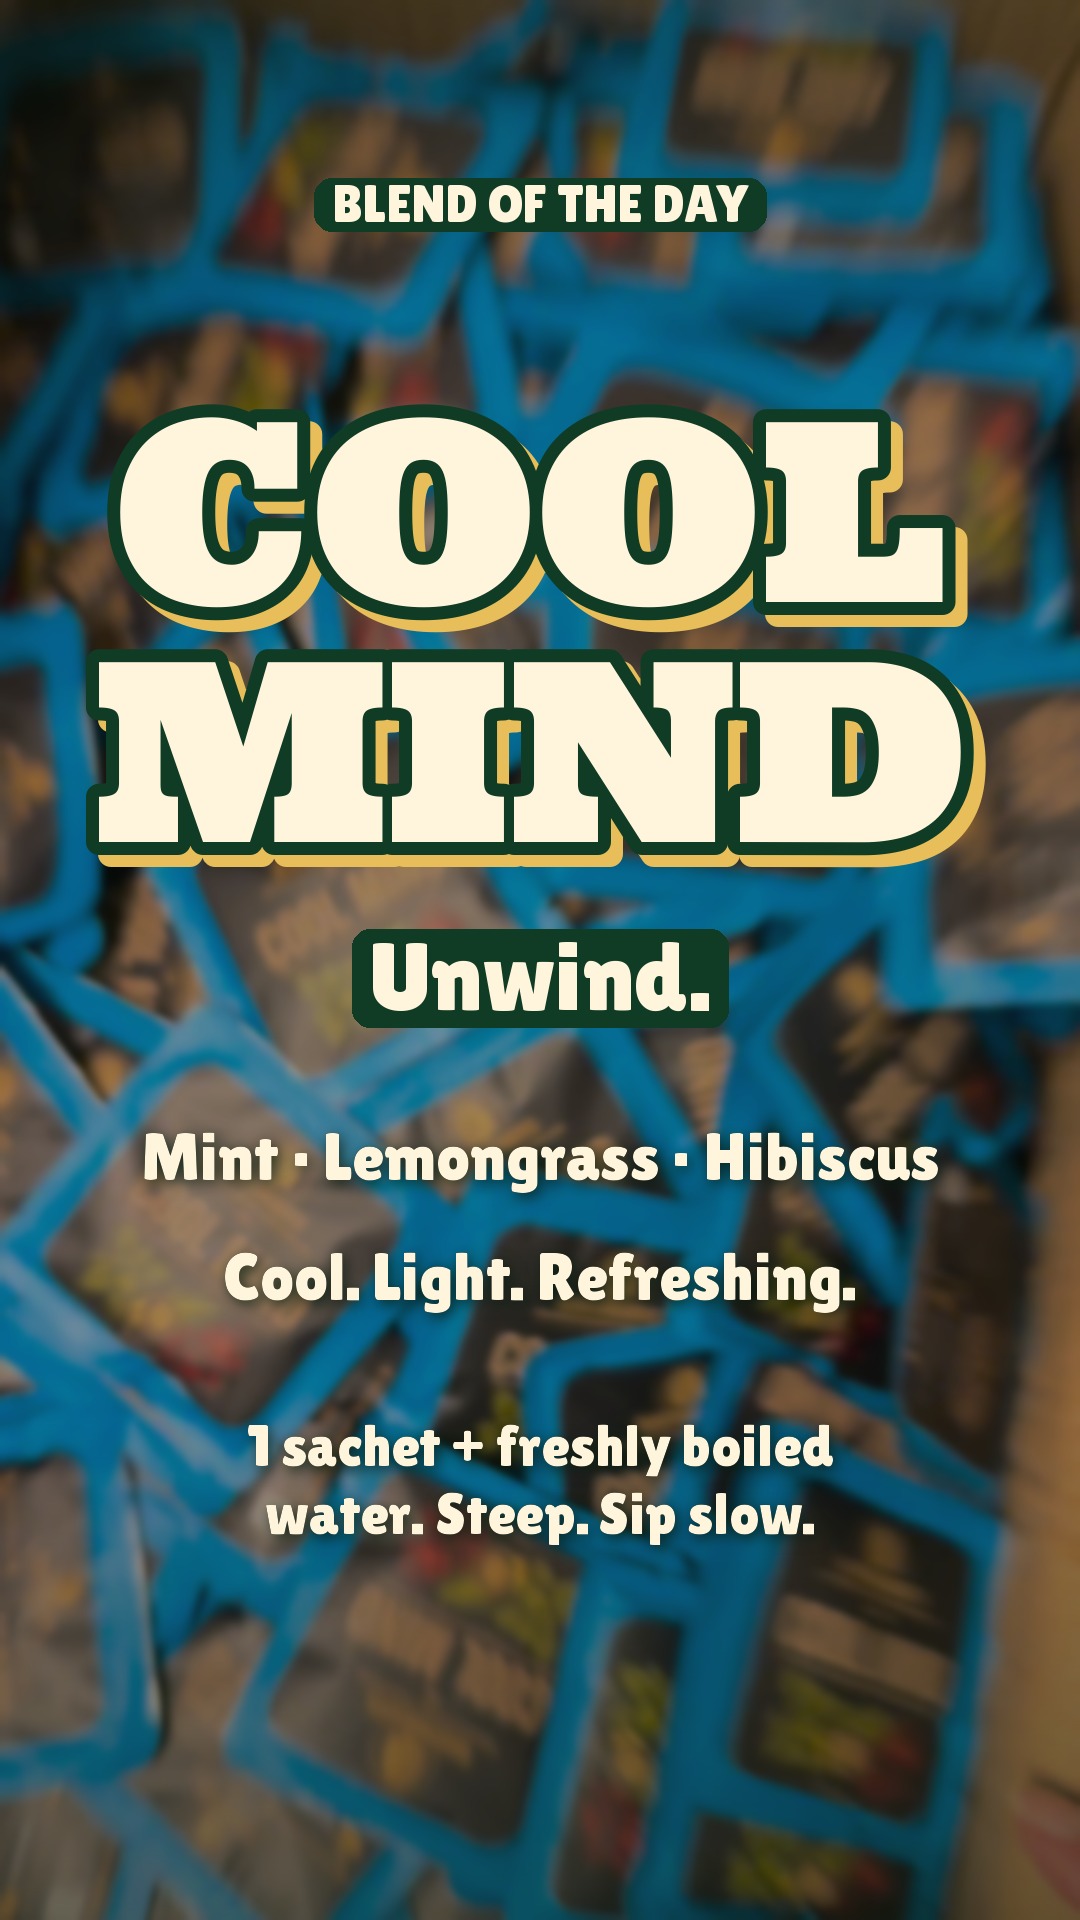 BLEND OF THE DAY
COOL
MIND
Unwind.
Mint · Lemongrass · Hibiscus
Cool. Light. Refreshing.
1 sachet + freshly boiled
water. Steep. Sip slow.
COOL